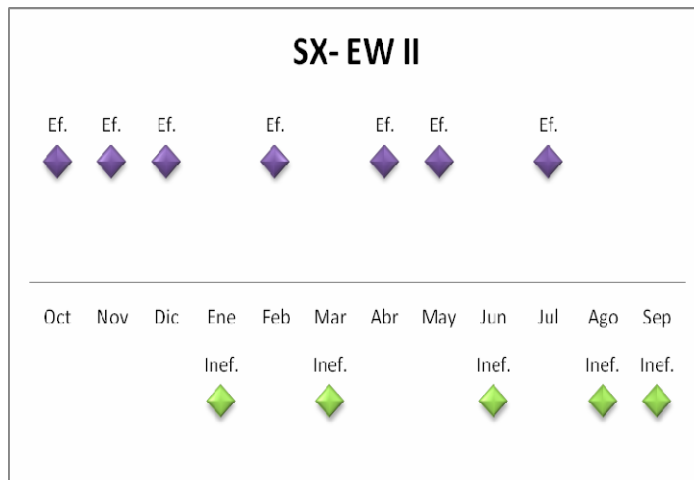 SX- EW II
Ef. Ef. Ef. Ef. Ef. Ef. Ef.
Oct Nov Dic Ene Feb Mar Abr May Jun Jul Ago Sep
Inef. Inef. Inef. Inef. Inef.